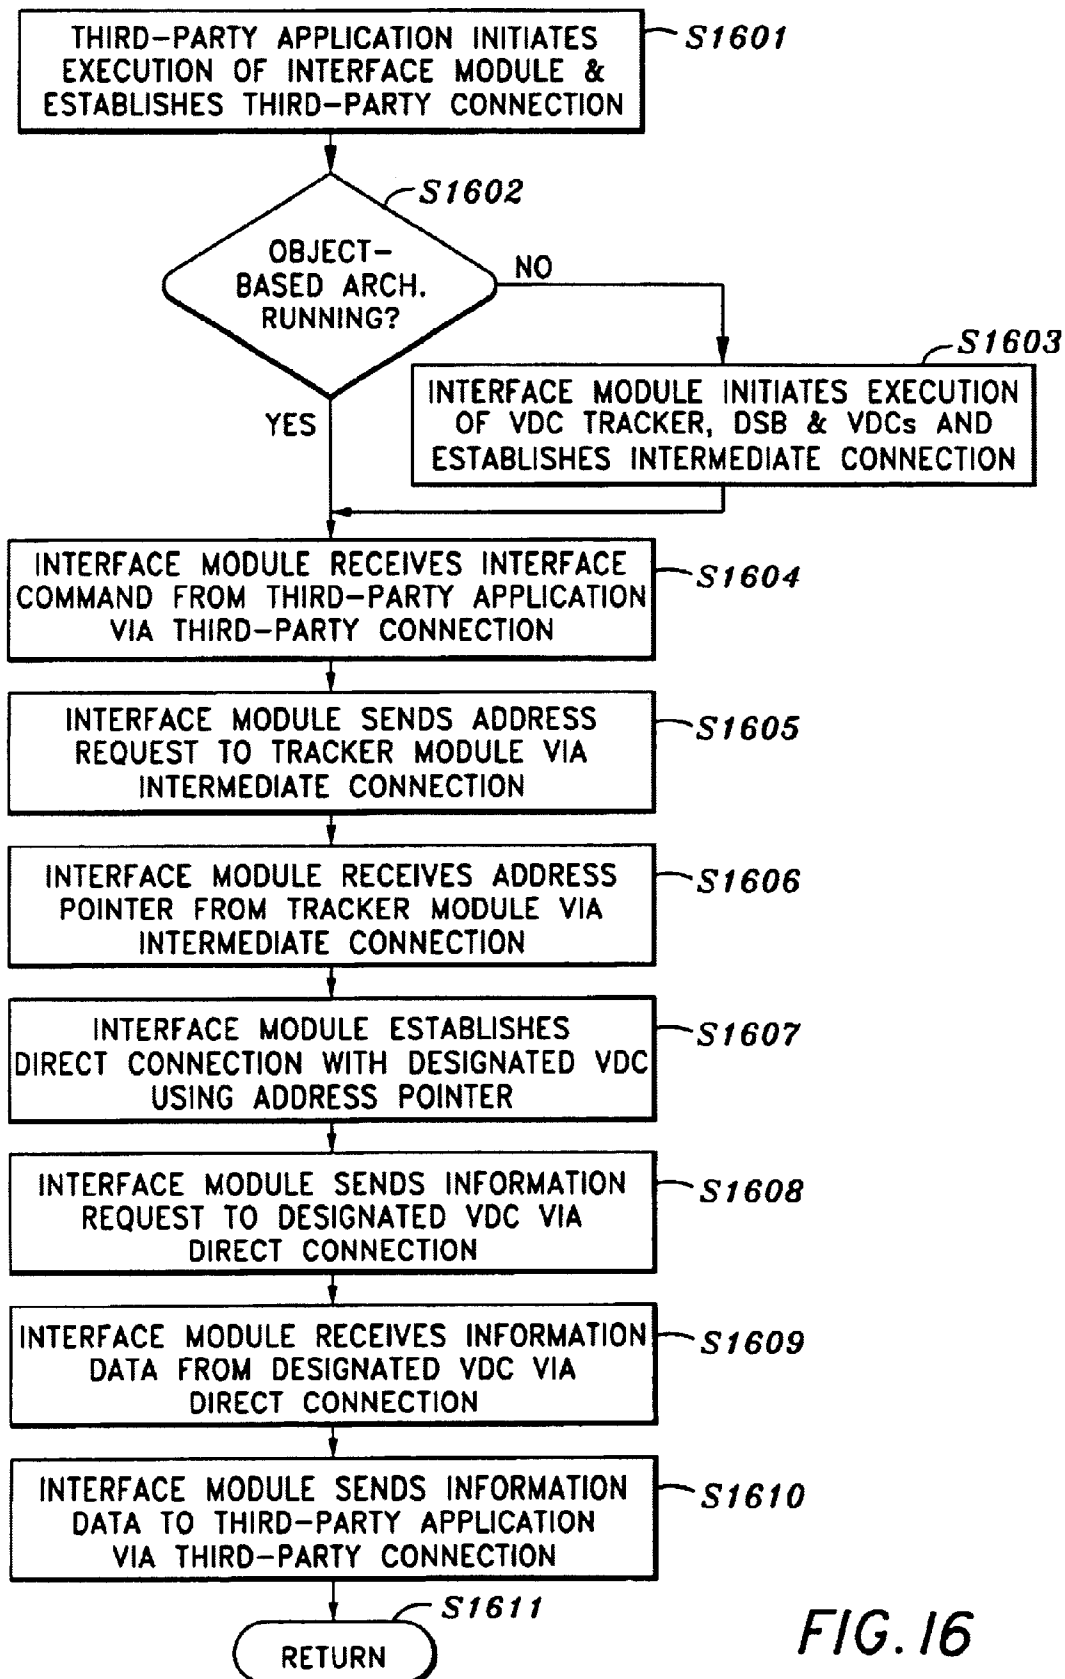 THIRD-PARTY APPLICATION INITIATES
EXECUTION OF INTERFACE MODULE &
ESTABLISHES THIRD-PARTY CONNECTION
S1601
S1602
OBJECT-
BASED ARCH.
RUNNING?
NO
YES
S1603
INTERFACE MODULE INITIATES EXECUTION
OF VDC TRACKER, DSB & VDCs AND
ESTABLISHES INTERMEDIATE CONNECTION
INTERFACE MODULE RECEIVES INTERFACE
COMMAND FROM THIRD-PARTY APPLICATION
VIA THIRD-PARTY CONNECTION
S1604
INTERFACE MODULE SENDS ADDRESS
REQUEST TO TRACKER MODULE VIA
INTERMEDIATE CONNECTION
S1605
INTERFACE MODULE RECEIVES ADDRESS
POINTER FROM TRACKER MODULE VIA
INTERMEDIATE CONNECTION
S1606
INTERFACE MODULE ESTABLISHES
DIRECT CONNECTION WITH DESIGNATED VDC
USING ADDRESS POINTER
S1607
INTERFACE MODULE SENDS INFORMATION
REQUEST TO DESIGNATED VDC VIA
DIRECT CONNECTION
S1608
INTERFACE MODULE RECEIVES INFORMATION
DATA FROM DESIGNATED VDC VIA
DIRECT CONNECTION
S1609
INTERFACE MODULE SENDS INFORMATION
DATA TO THIRD-PARTY APPLICATION
VIA THIRD-PARTY CONNECTION
S1610
S1611
RETURN
FIG. 16